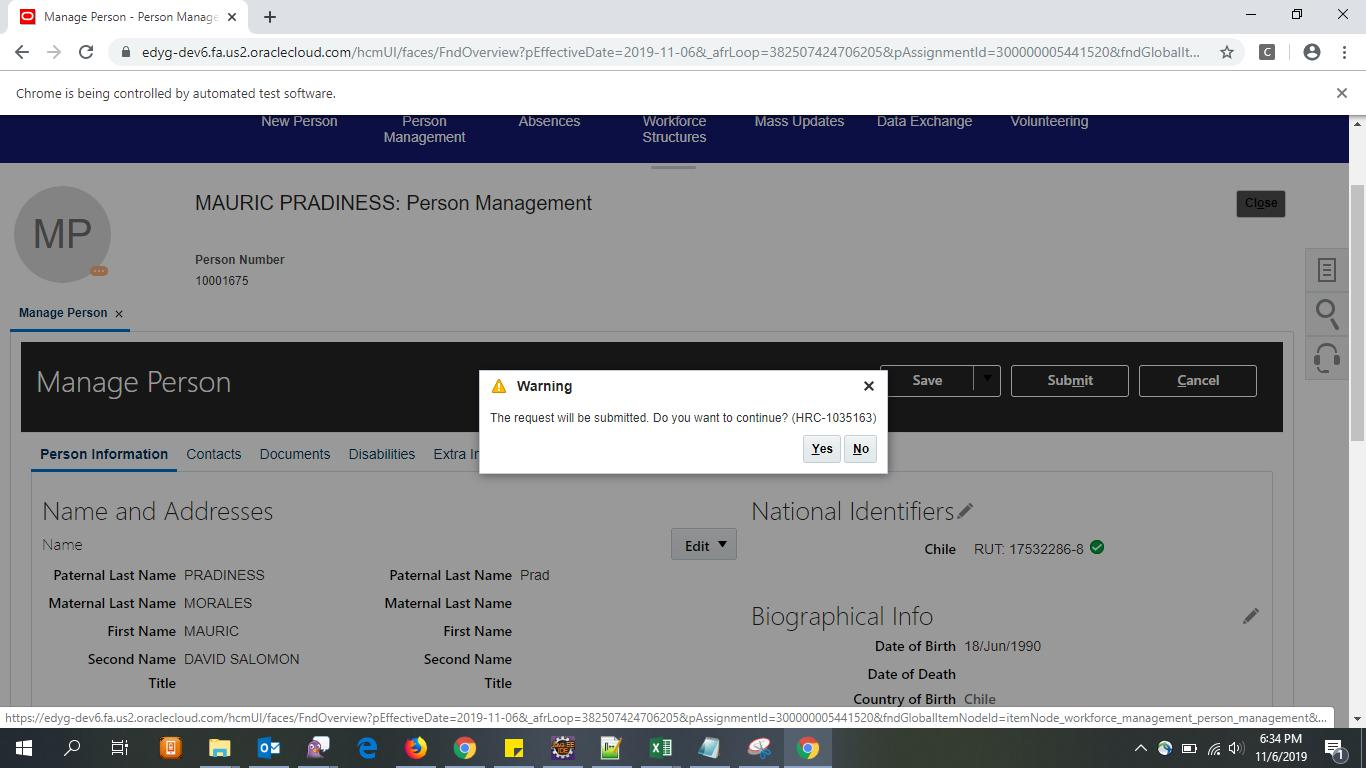 Manage Person - Person Manage
edyg-dev6.fa.us2.oraclecloud.com/hcmUI/faces/FndOverview?pEffectiveDate=2019-11-06&_afrLoop=382507424706205&pAssignmentId=300000005441520&fndGlobalIt...
C
Chrome is being controlled by automated test software.
New Person Person Management Absences Workforce Structures Mass Updates Data Exchange Volunteering
MP
MAURIC PRADINESS: Person Management
Close
Person Number
10001675
Manage Person
Manage Person
Save Submit Cancel
Warning
The request will be submitted. Do you want to continue? (HRC-1035163)
Yes No
Person Information Contacts Documents Disabilities Extra In
Name and Addresses
National Identifiers
Name
Edit
Chile RUT: 17532286-8
Paternal Last Name PRADINESS Paternal Last Name Prad
Maternal Last Name MORALES Maternal Last Name
First Name MAURIC First Name
Biographical Info
Second Name DAVID SALOMON Second Name
Date of Birth 18/Jun/1990
Title Title
Date of Death
Country of Birth Chile
https://edyg-dev6.fa.us2.oraclecloud.com/hcmUI/faces/FndOverview?pEffectiveDate=2019-11-06&_afrLoop=382507424706205&pAssignmentId=300000005441520&fndGlobalItemNodeId=itemNode_workforce_management_person_management&...
6:34 PM
11/6/2019
1